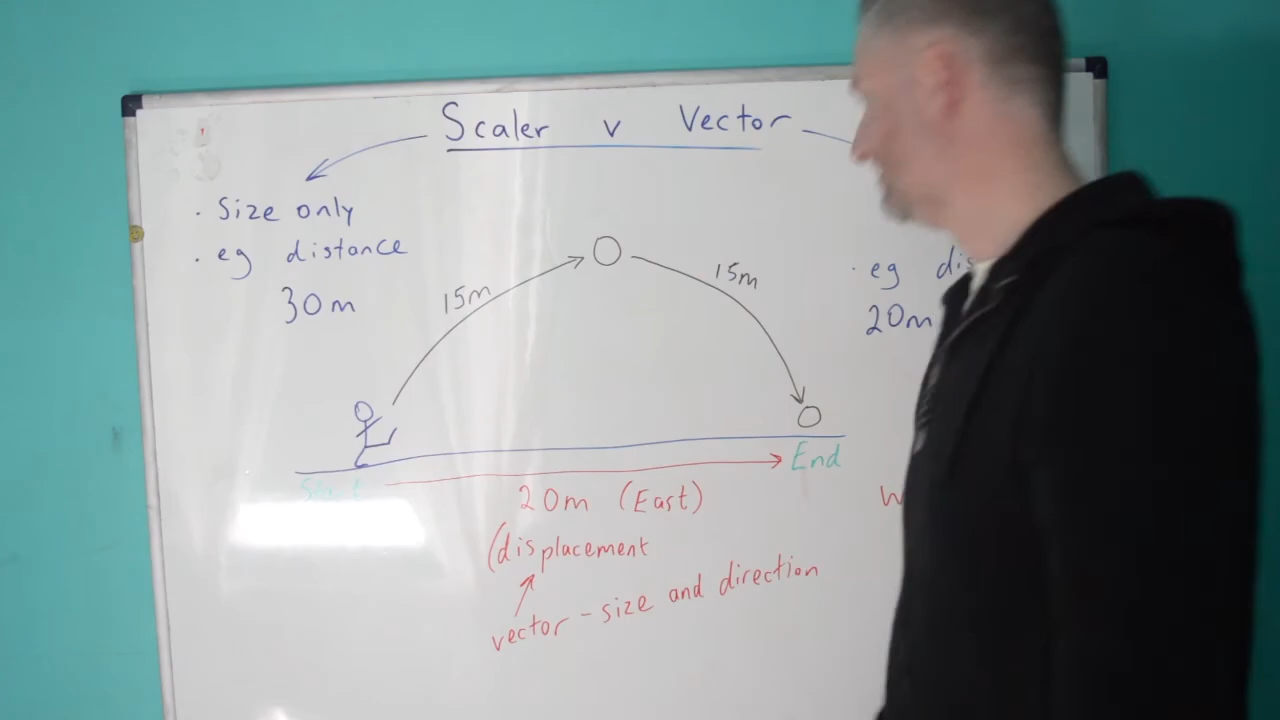 Scaler v Vector
. Size only
. eg distance
30m
15m
15m
. eg
20m
Start
End
20m (East)
(displacement
vector - size and direction